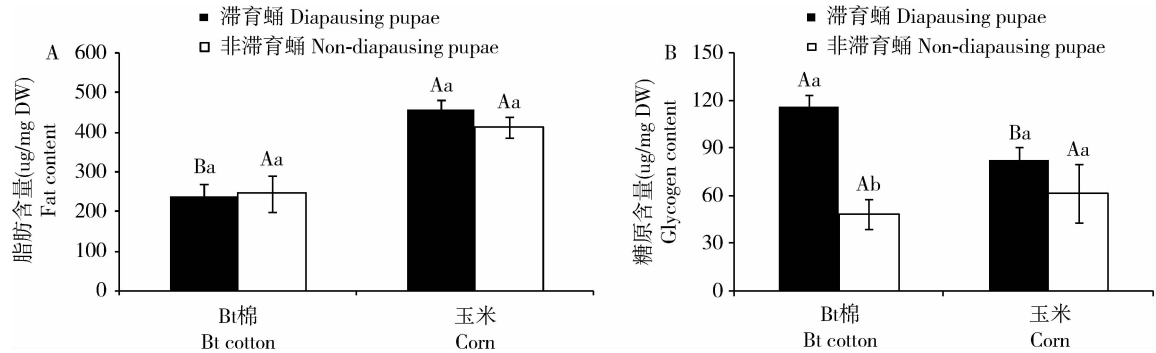 A
滞育蛹 Diapausing pupae
非滞育蛹 Non-diapausing pupae
脂肪含量(ug/mg DW)
Fat content
600
500
400
300
200
100
0
Ba
Aa
Aa
Aa
Bt棉
Bt cotton
玉米
Corn
B
滞育蛹 Diapausing pupae
非滞育蛹 Non-diapausing pupae
糖原含量(ug/mg DW)
Glycogen content
150
120
90
60
30
0
Aa
Ab
Ba
Aa
Bt棉
Bt cotton
玉米
Corn